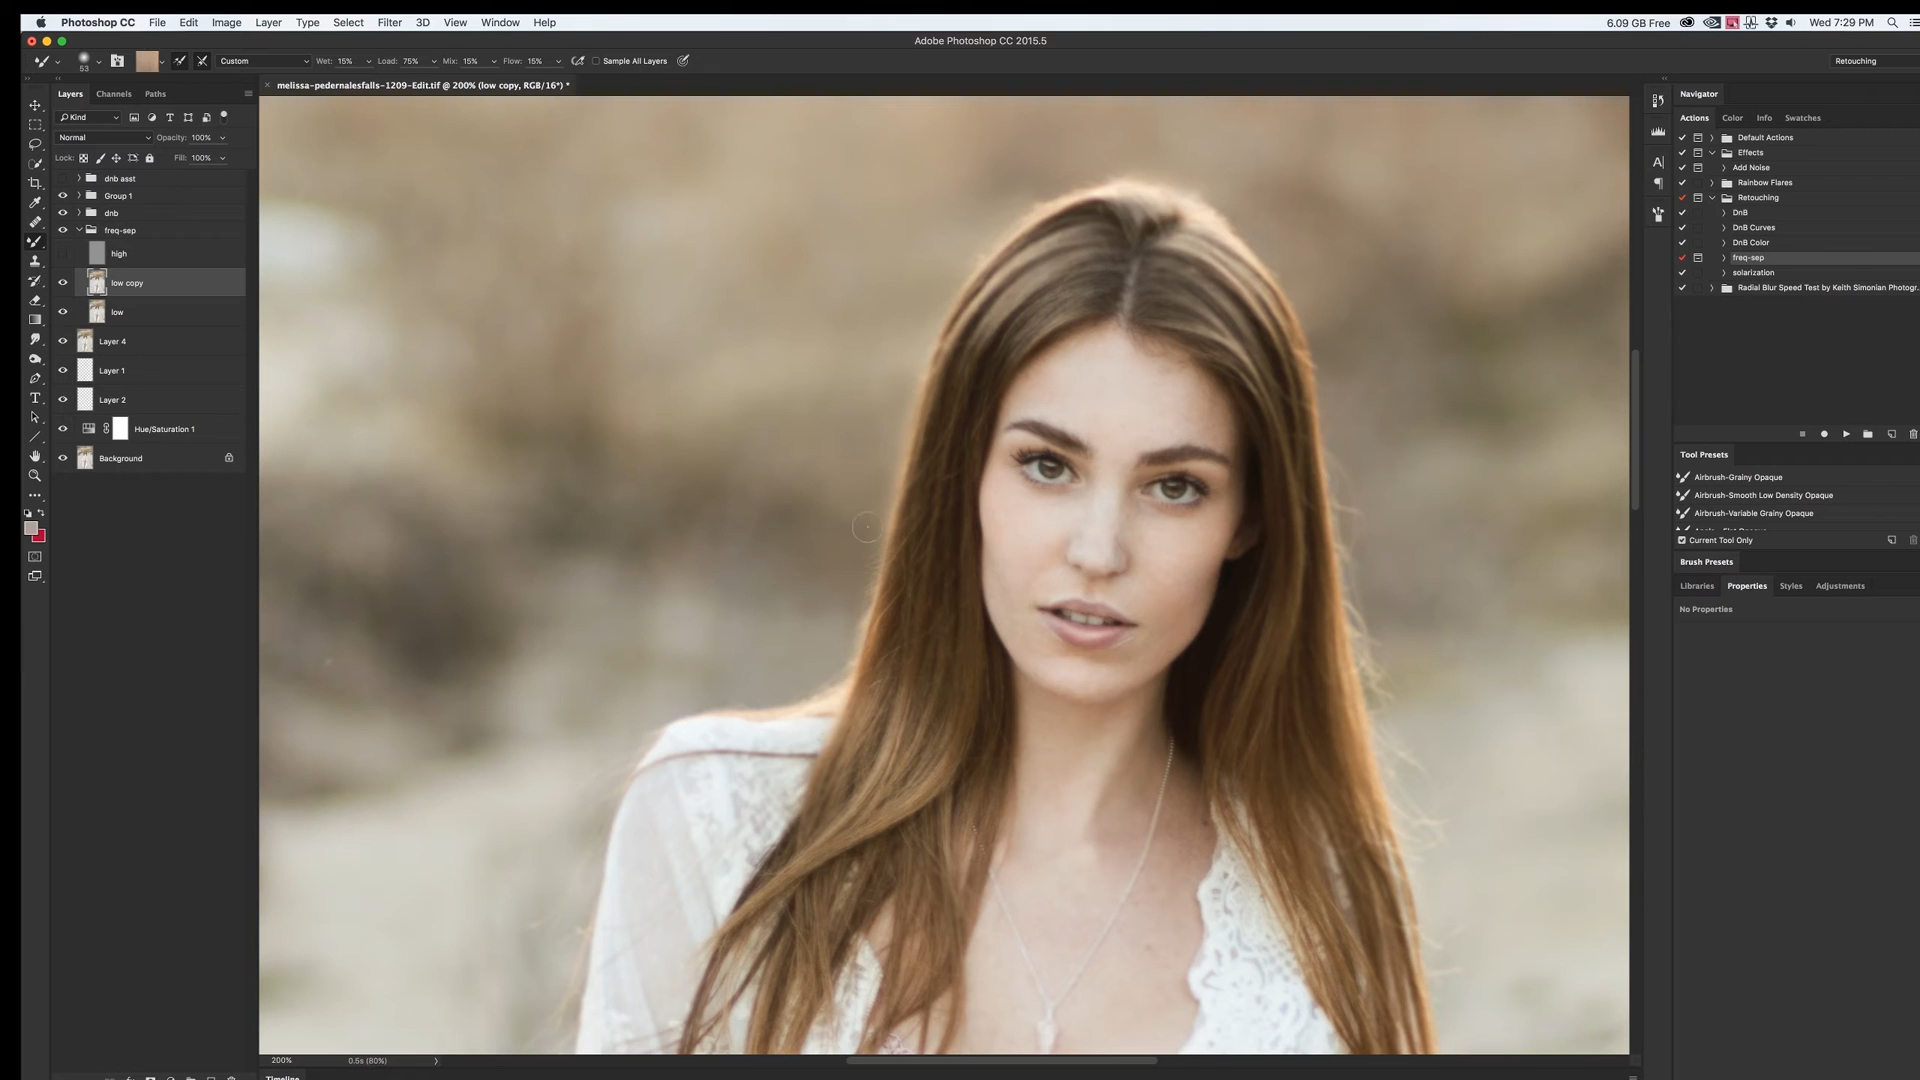 Photoshop CC File Edit Image Layer Type Select Filter 3D View Window Help 6.09 GB Free Wed 7:29 PM
Adobe Photoshop CC 2015.5
53 Custom Wet: 15% Load: 75% Mix: 15% Flow: 15% Sample All Layers Retouching
melissa-pedernalesfalls-1209-Edit.tif @ 200% (low copy, RGB/16*) *
Layers Channels Paths
Kind
Normal Opacity: 100%
Lock: Fill: 100%
dnb asst
Group 1
dnb
freq-sep
high
low copy
low
Layer 4
Layer 1
Layer 2
Hue/Saturation 1
Background
T
Navigator
Actions Color Info Swatches
Default Actions
Effects
Add Noise
Rainbow Flares
Retouching
DnB
DnB Curves
DnB Color
freq-sep
solarization
Radial Blur Speed Test by Keith Simonian Photogr...
Tool Presets
Airbrush-Grainy Opaque
Airbrush-Smooth Low Density Opaque
Airbrush-Variable Grainy Opaque
Current Tool Only
Brush Presets
Libraries Properties Styles Adjustments
No Properties
200% 0.5s (80%)
Timeline